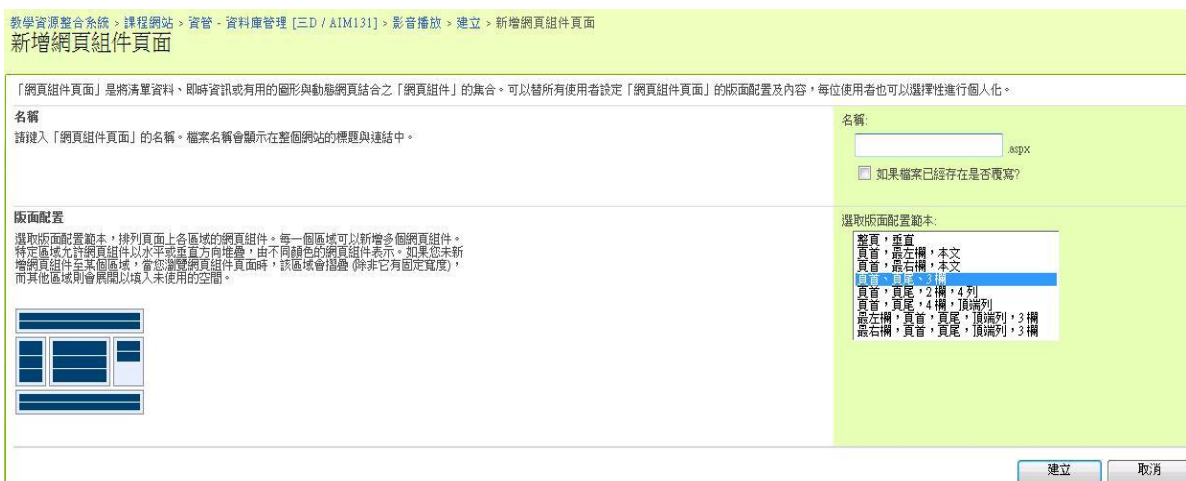 教學資源整合系統 > 課程網站 > 資管 - 資料庫管理 [三D / AIM131] > 影音播放 > 建立 > 新增網頁組件頁面
新增網頁組件頁面
「網頁組件頁面」是將清單資料、即時資訊或有用的圖形與動態網頁結合之「網頁組件」的集合。可以替所有使用者設定「網頁組件頁面」的版面配置及內容，每位使用者也可以選擇性進行個人化。
名稱
請鍵入「網頁組件頁面」的名稱。檔案名稱會顯示在整個網站的標題與連結中。
名稱:
.aspx
如果檔案已經存在是否覆寫?
版面配置
選取版面配置範本，排列頁面上各區域的網頁組件。每一個區域可以新增多個網頁組件。
特定區域允許網頁組件以水平或垂直方向堆疊，由不同顏色的網頁組件表示。如果您未新
增網頁組件至某個區域，當您瀏覽網頁組件頁面時，該區域會摺疊 (除非它有固定寬度)，
而其他區域則會展開以填入未使用的空間。
選取版面配置範本:
整頁，垂直
頁首，最左欄，本文
頁首，最右欄，本文
頁首、頁尾、3 欄
頁首，頁尾，2 欄，4 列
頁首，頁尾，4 欄，頂端列
最左欄，頁首，頁尾，頂端列，3 欄
最右欄，頁首，頁尾，頂端列，3 欄
建立
取消